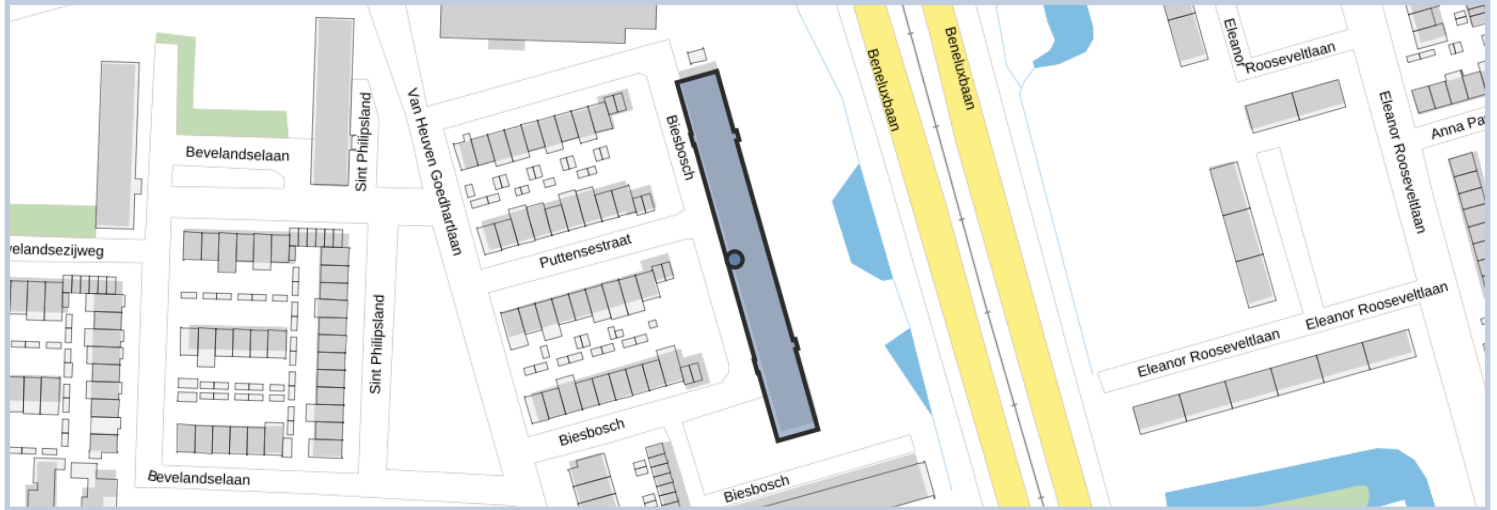 Eleanor
Rooseveltlaan
Beneluxbaan
Beneluxbaan
Van Heuven Goedhartlaan
Sint Philipsland
Biesbosch
Eleanor Rooseveltlaan
Anna Pa
Bevelandselaan
Puttensestraat
velandsezijweg
Sint Philipsland
Eleanor Rooseveltlaan
Eleanor Rooseveltlaan
Biesbosch
Bevelandselaan
Biesbosch